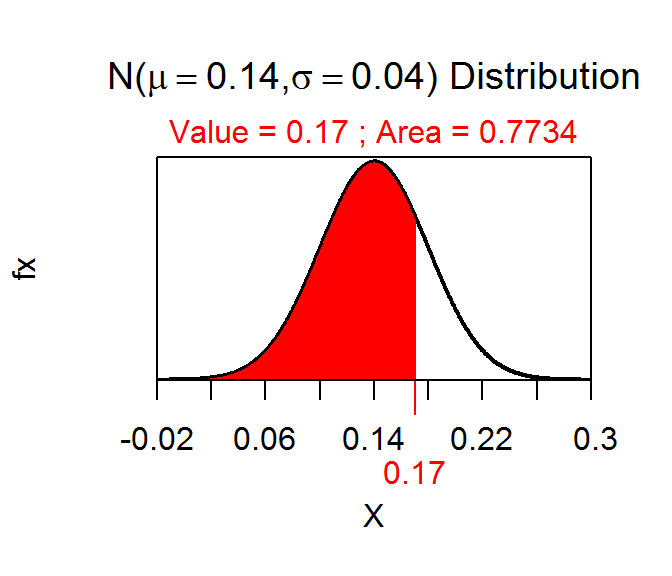 N(μ = 0.14,σ = 0.04) Distribution
Value = 0.17 ; Area = 0.7734
fx
-0.02 0.06 0.14 0.22 0.3
0.17
X